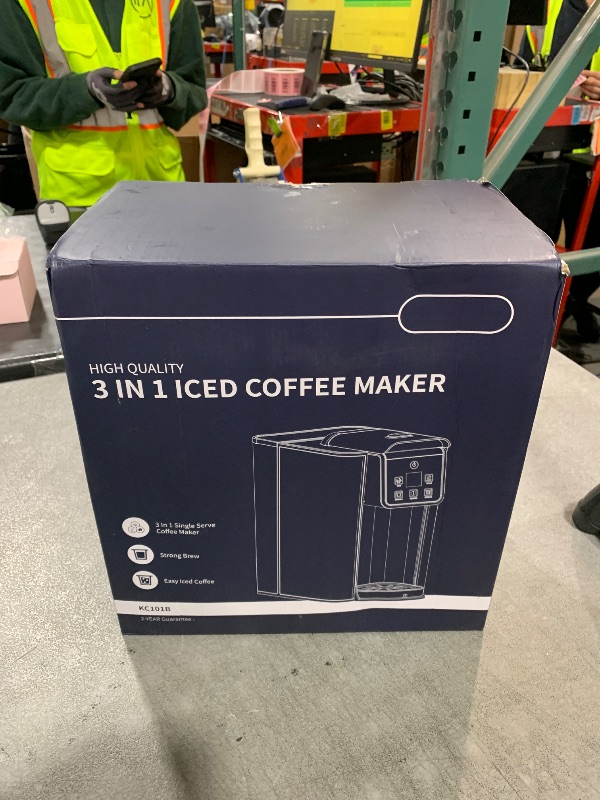 HIGH QUALITY
3 IN 1 ICED COFFEE MAKER
3 in 1 Single Serve
Coffee Maker
Strong Brew
Easy Iced Coffee
KC101B
2-YEAR Guarantee